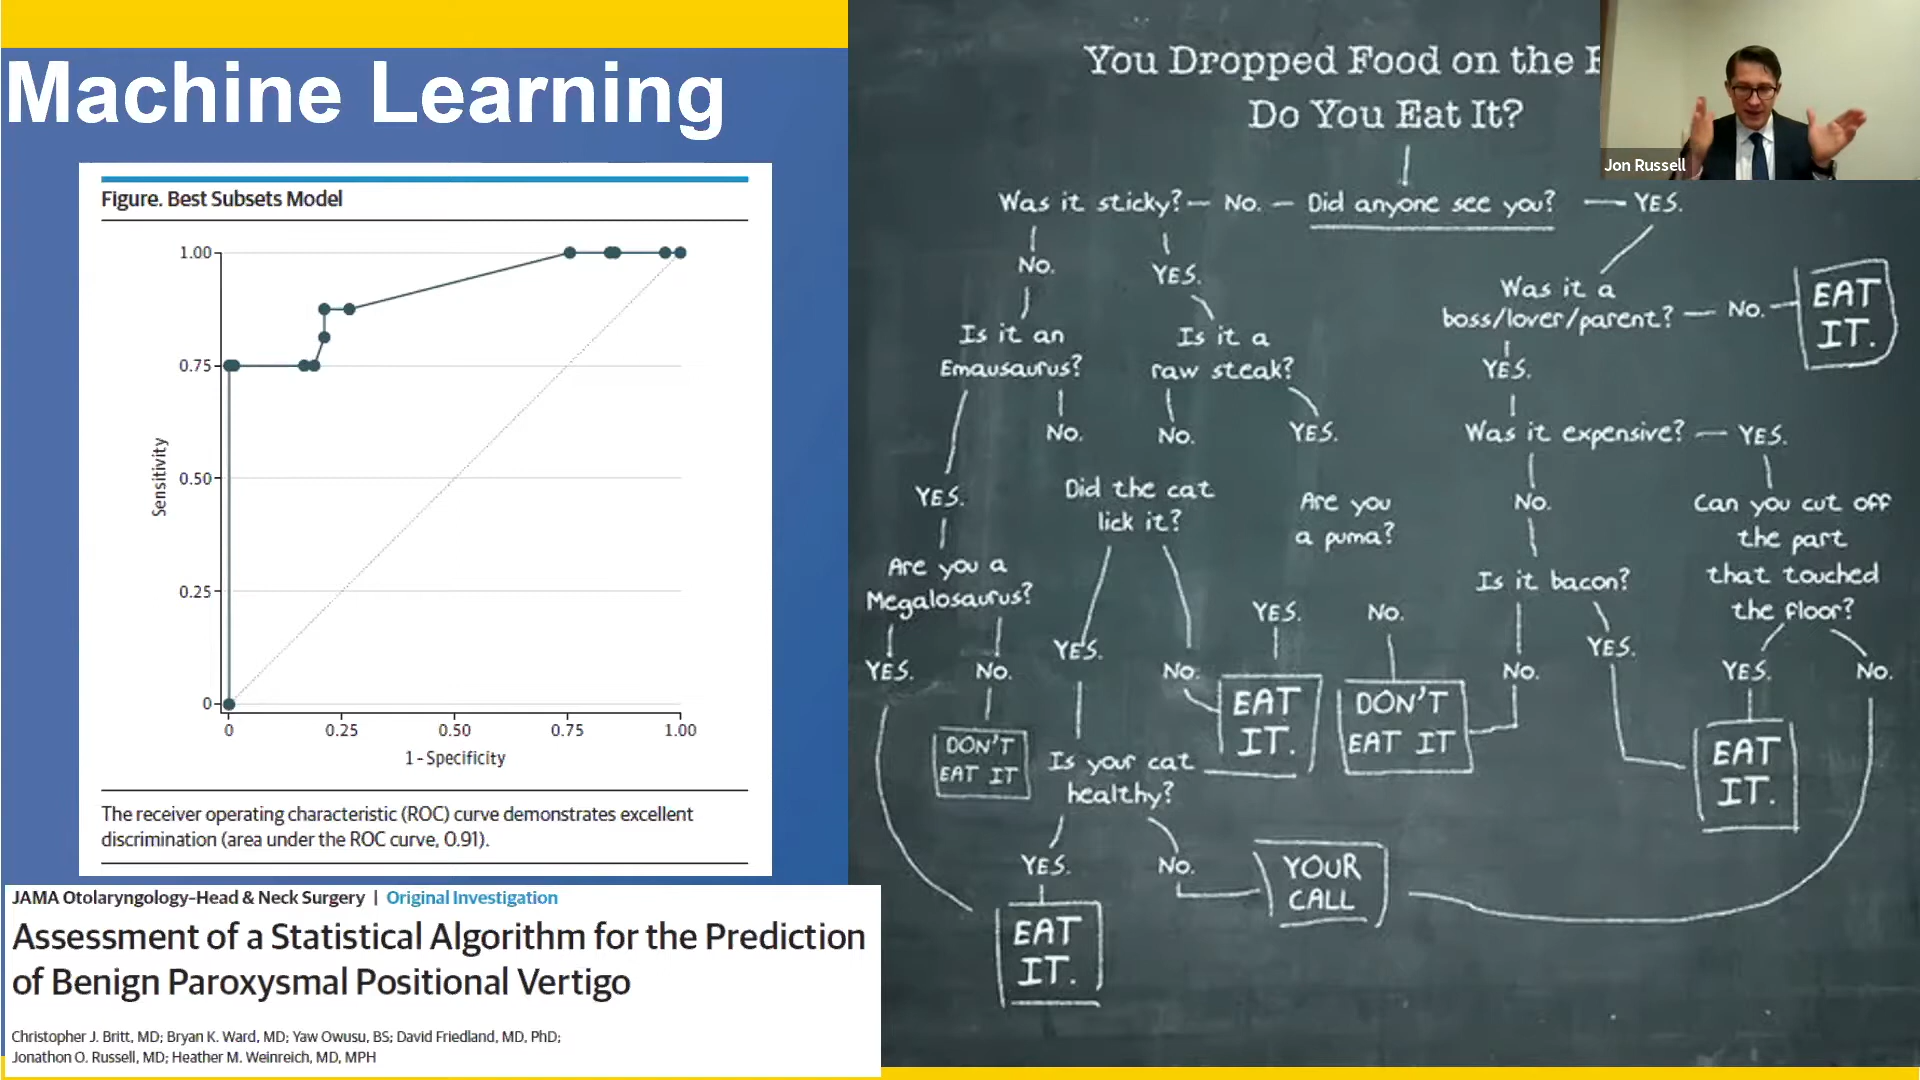 Machine Learning
Figure. Best Subsets Model
1.00
0.75
0.50
0.25
0
Sensitivity
0
0.25
0.50
0.75
1.00
1 - Specificity
The receiver operating characteristic (ROC) curve demonstrates excellent
discrimination (area under the ROC curve, 0.91).
JAMA Otolaryngology–Head & Neck Surgery | Original Investigation
Assessment of a Statistical Algorithm for the Prediction
of Benign Paroxysmal Positional Vertigo
Christopher J. Britt, MD; Bryan K. Ward, MD; Yaw Owusu, BS; David Friedland, MD, PhD;
Jonathon O. Russell, MD; Heather M. Weinreich, MD, MPH
You Dropped Food on the
Do You Eat It?
Jon Russell
Was it sticky? No. Did anyone see you? YES.
No.
YES.
Was it a
boss/lover/parent?
No.
EAT
IT.
Is it an
Emausaurus?
Is it a
raw steak?
YES.
No.
No.
YES.
Was it expensive? YES.
YES.
Did the cat
lick it?
Are you
a puma?
No.
Can you cut off
the part
that touched
the floor?
Are you a
Megalosaurus?
Is it bacon?
YES.
No.
YES.
No.
YES.
No.
No.
YES.
YES.
No.
DON'T
EAT IT
EAT
IT.
DON'T
EAT IT
EAT
IT.
Is your cat
healthy?
YES.
No.
YOUR
CALL
EAT
IT.